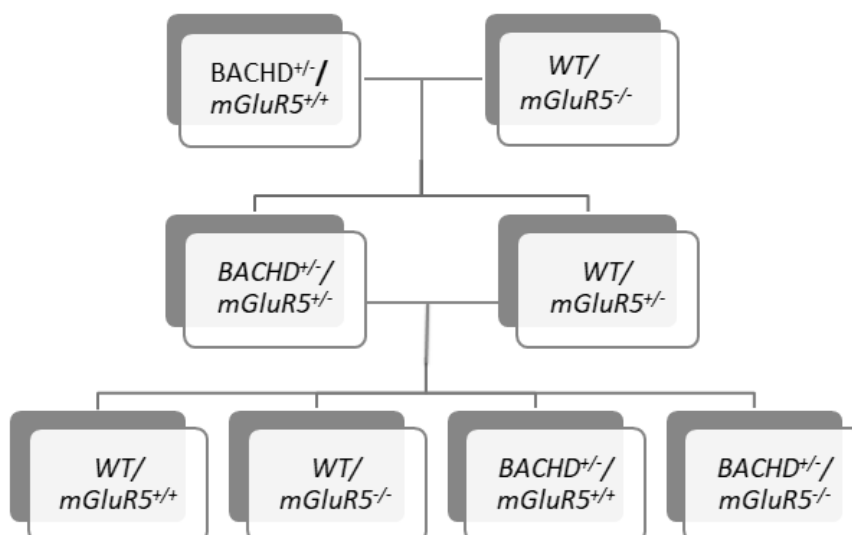 BACHD+/-/
mGluR5+/+
WT/
mGluR5-/-
BACHD+/-/
mGluR5+/-
WT/
mGluR5+/-
WT/
mGluR5+/+
WT/
mGluR5-/-
BACHD+/-/
mGluR5+/+
BACHD+/-/
mGluR5-/-